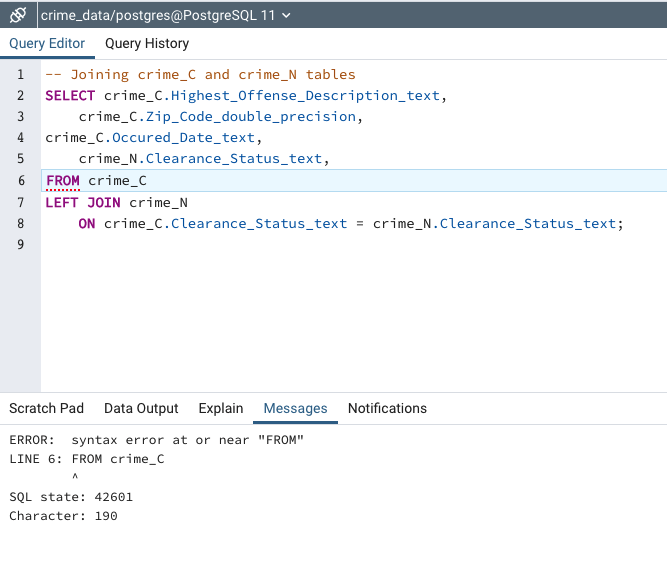 crime_data/postgres@PostgreSQL 11
Query Editor Query History
1 -- Joining crime_C and crime_N tables
2 SELECT crime_C.Highest_Offense_Description_text,
3 crime_C.Zip_Code_double_precision,
4 crime_C.Occured_Date_text,
5 crime_N.Clearance_Status_text,
6 FROM crime_C
7 LEFT JOIN crime_N
8 ON crime_C.Clearance_Status_text = crime_N.Clearance_Status_text;
9
Scratch Pad Data Output Explain Messages Notifications
ERROR: syntax error at or near "FROM"
LINE 6: FROM crime_C
^
SQL state: 42601
Character: 190